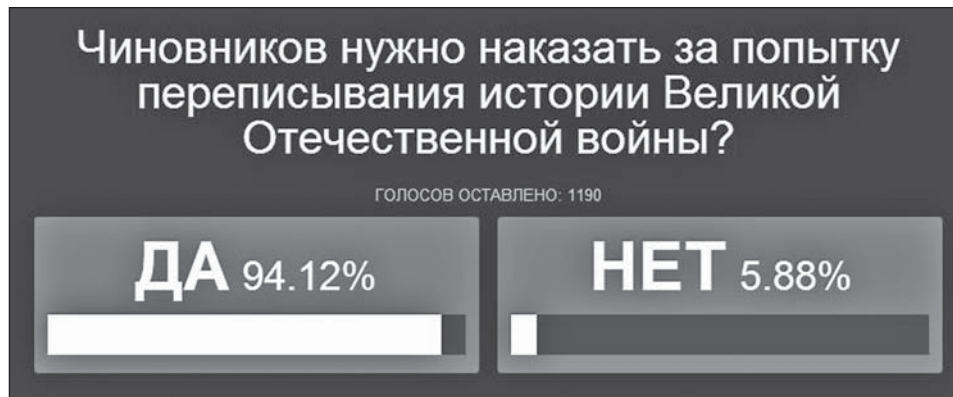 Чиновников нужно наказать за попытку
переписывания истории Великой
Отечественной войны?
ГОЛОСОВ ОСТАВЛЕНО: 1190
ДА 94.12%
НЕТ 5.88%